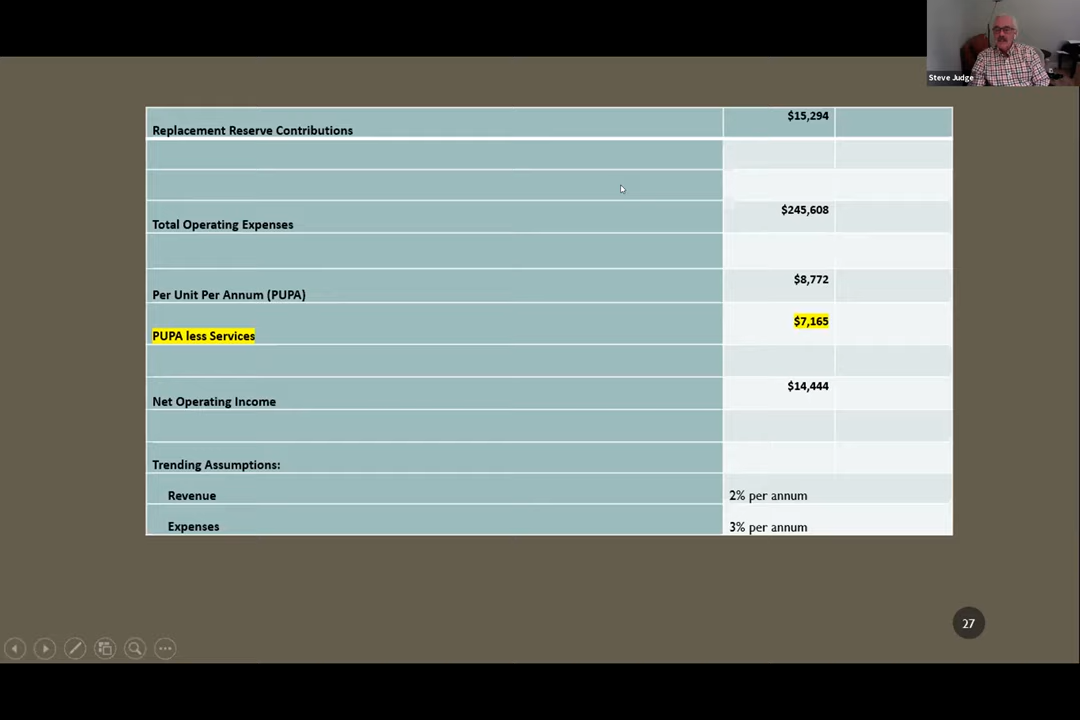 Steve Judge
Replacement Reserve Contributions $15,294
Total Operating Expenses $245,608
Per Unit Per Annum (PUPA) $8,772
PUPA less Services $7,165
Net Operating Income $14,444
Trending Assumptions:
Revenue 2% per annum
Expenses 3% per annum
27